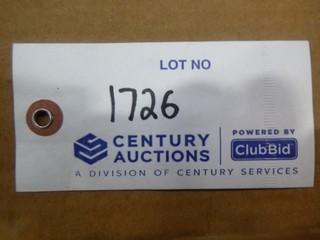 LOT NO
1726
CENTURY AUCTIONS
POWERED BY
ClubBid
A DIVISION OF CENTURY SERVICES